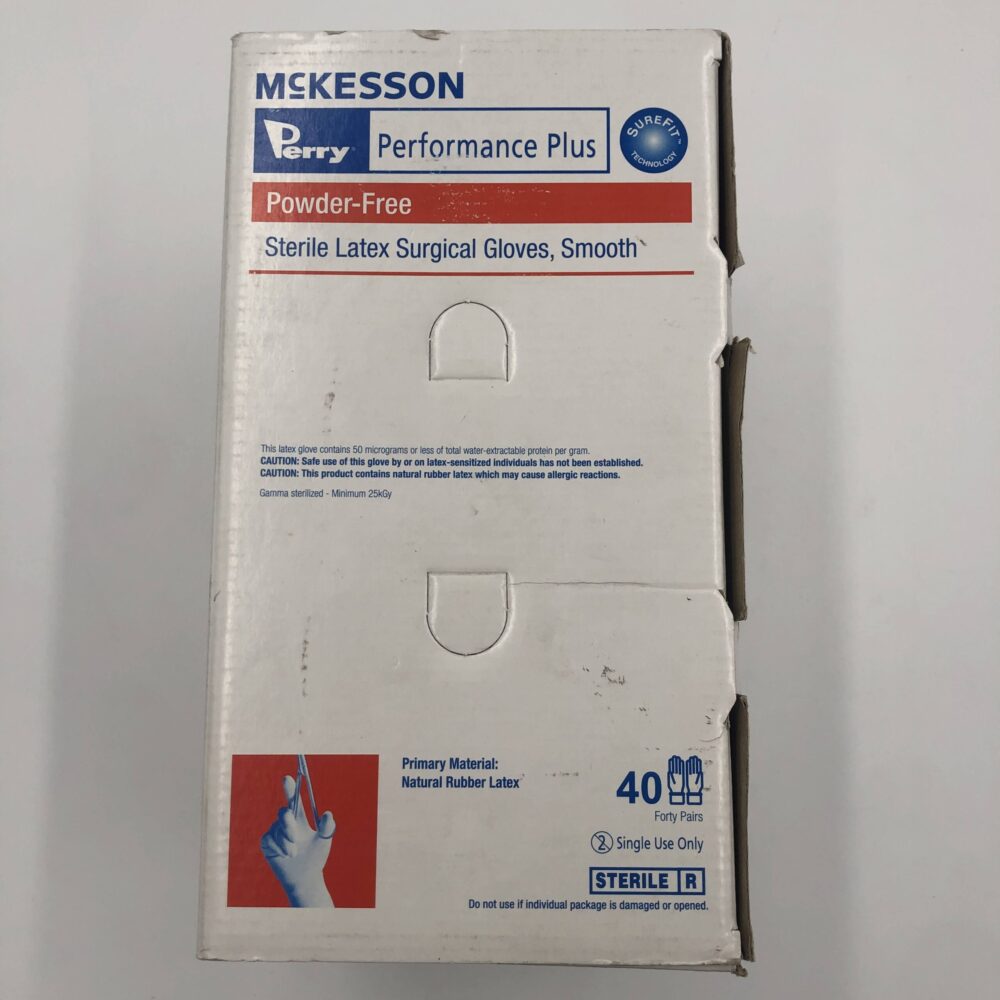 McKESSON
Perry® Performance Plus
SUREFIT™
TECHNOLOGY
Powder-Free
Sterile Latex Surgical Gloves, Smooth
This latex glove contains 50 micrograms or less of total water-extractable protein per gram.
CAUTION: Safe use of this glove by or on latex-sensitized individuals has not been established.
CAUTION: This product contains natural rubber latex which may cause allergic reactions.
Gamma sterilized - Minimum 25kGy
Primary Material:
Natural Rubber Latex
40
Forty Pairs
2 Single Use Only
STERILE R
Do not use if individual package is damaged or opened.